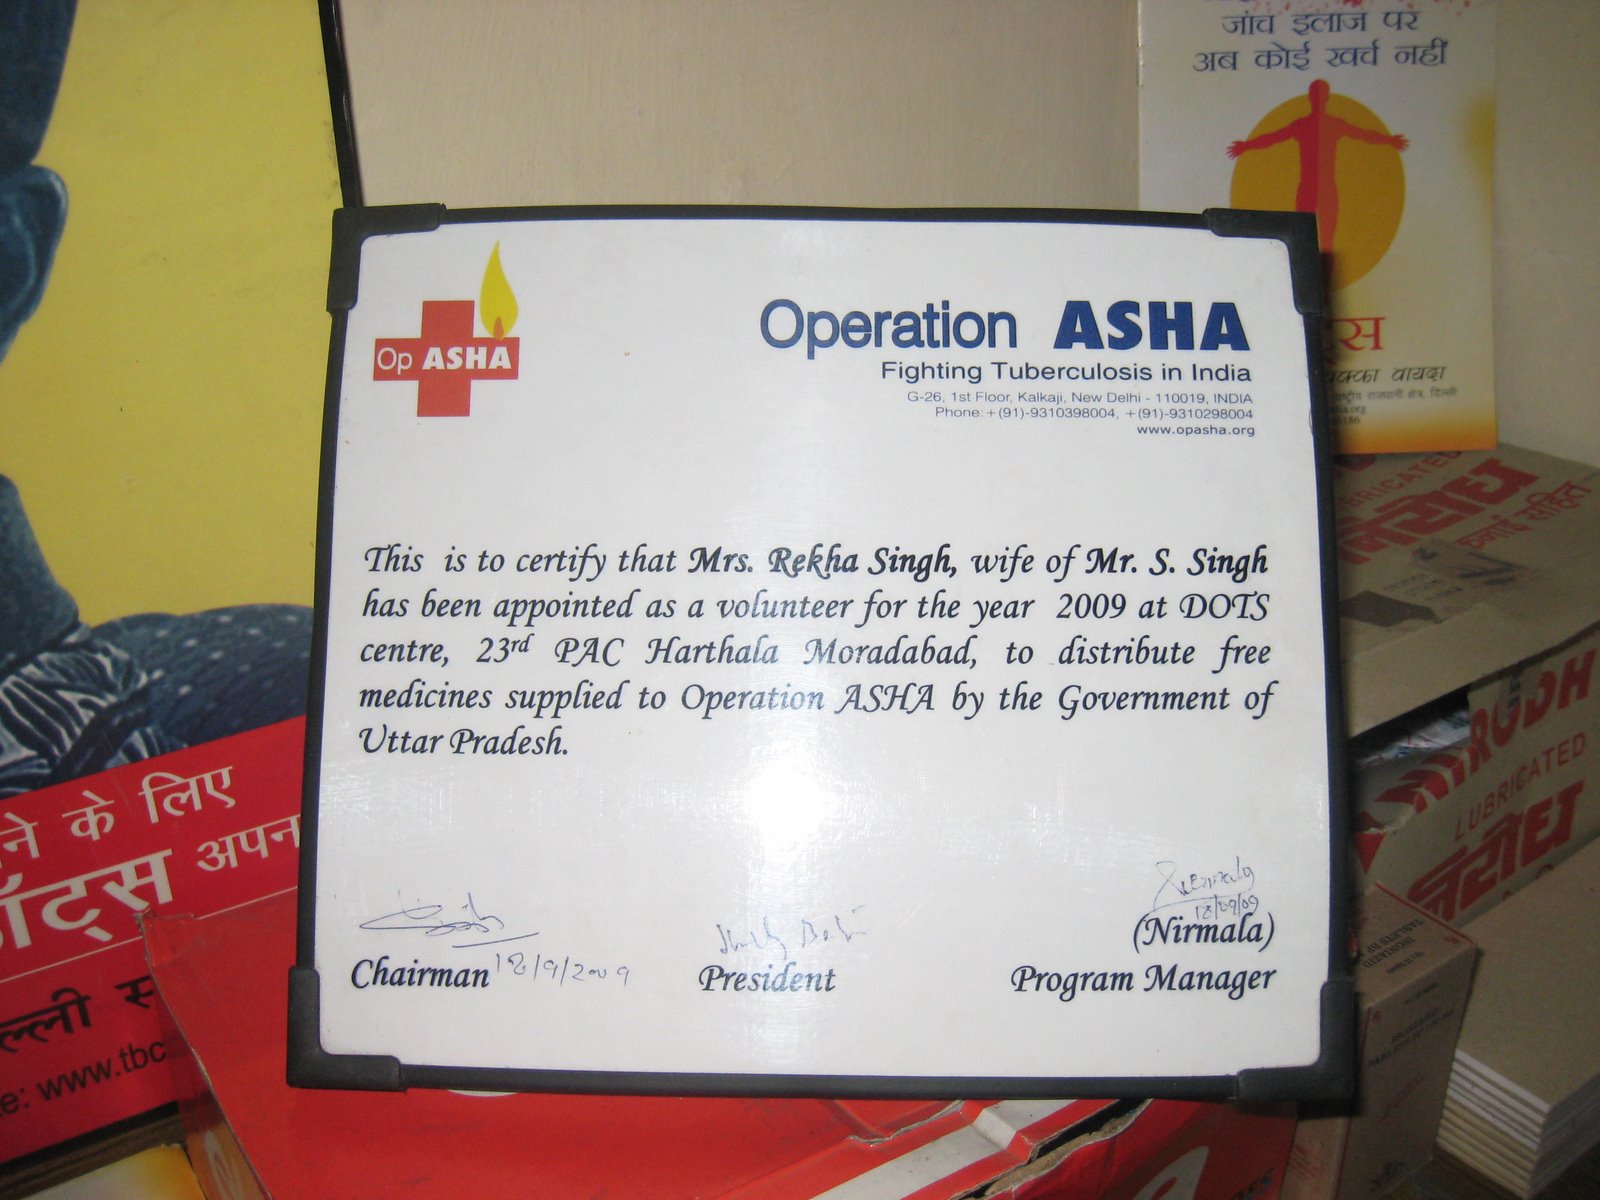 जांच इलाज पर
अब कोई खर्च नहीं
Op ASHA
Operation ASHA
Fighting Tuberculosis in India
G-26, 1st Floor, Kalkaji, New Delhi - 110019, INDIA
Phone: +(91)-9310398004, +(91)-9310298004
www.opasha.org
This is to certify that Mrs. Rekha Singh, wife of Mr. S. Singh
has been appointed as a volunteer for the year 2009 at DOTS
centre, 23rd PAC Harthala Moradabad, to distribute free
medicines supplied to Operation ASHA by the Government of
Uttar Pradesh.
18/09/09
(Nirmala)
Chairman 18/9/2009 President Program Manager
वायदा
राजधानी क्षेत्र, दिल्ली
के लिए
अपन
www.tbc
LUBRICATED
निरोध